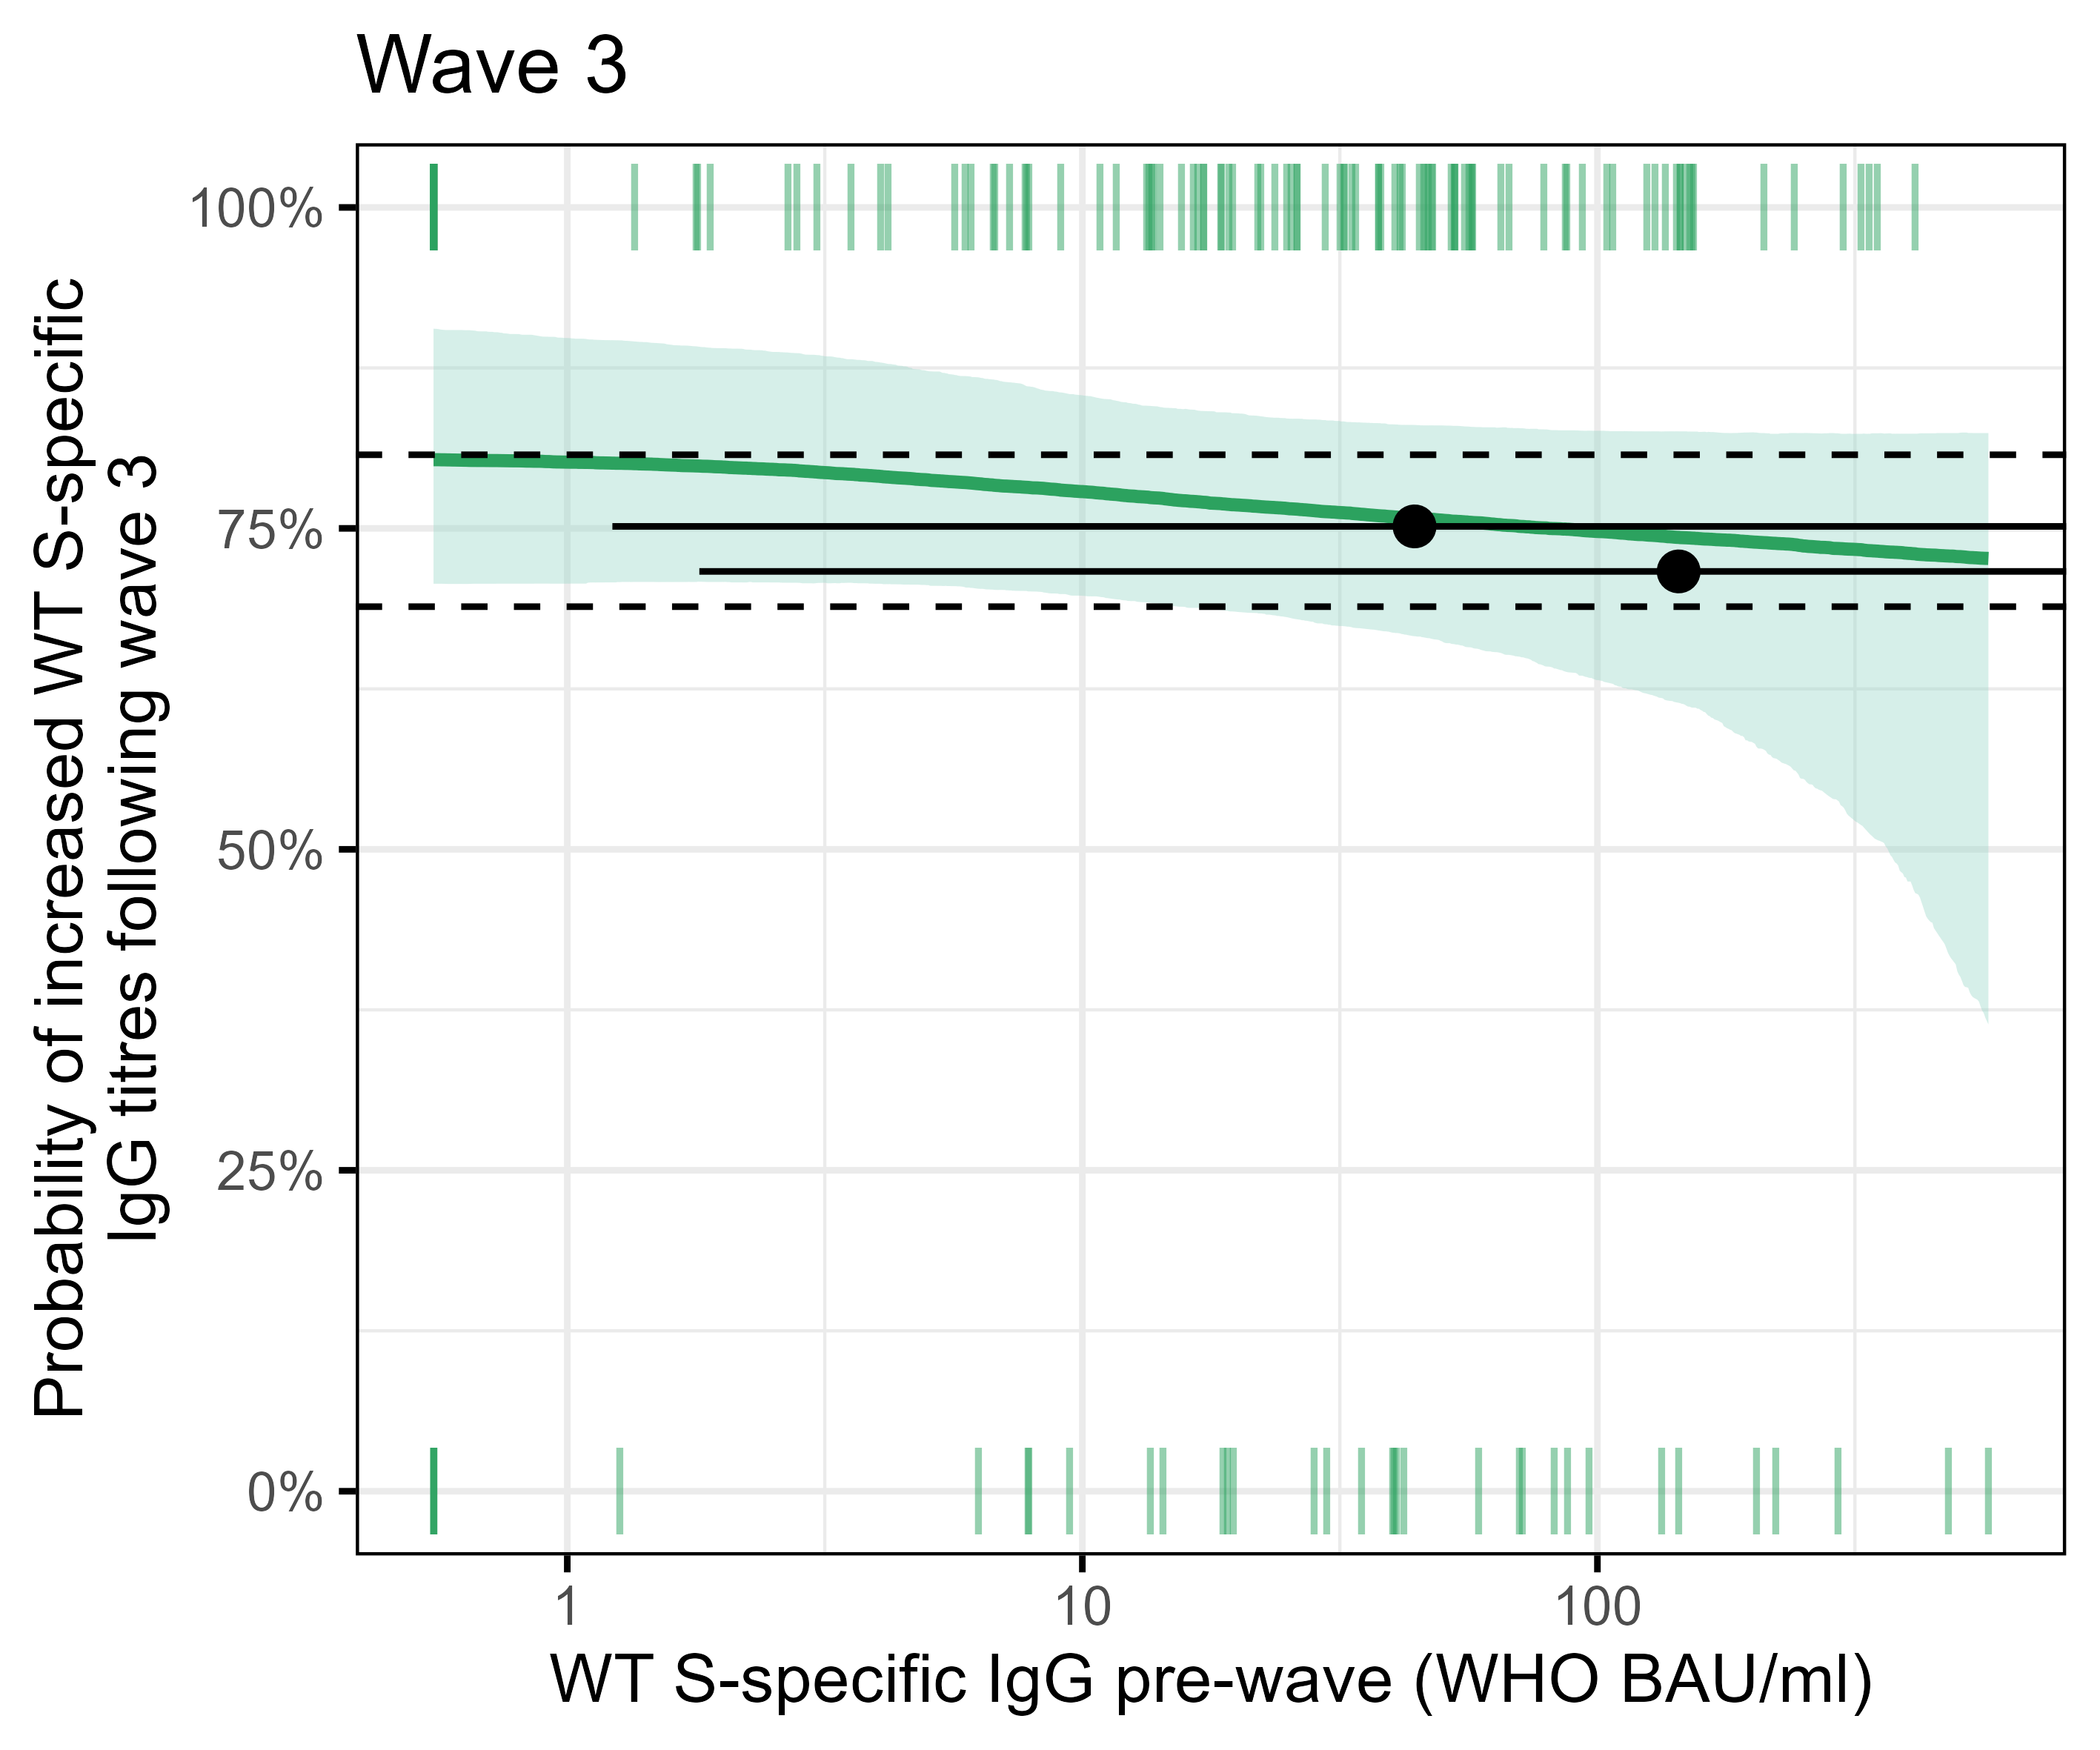 Wave 3
Probability of increased WT S-specific
IgG titres following wave 3
100%
75%
50%
25%
0%
1
10
100
WT S-specific IgG pre-wave (WHO BAU/ml)